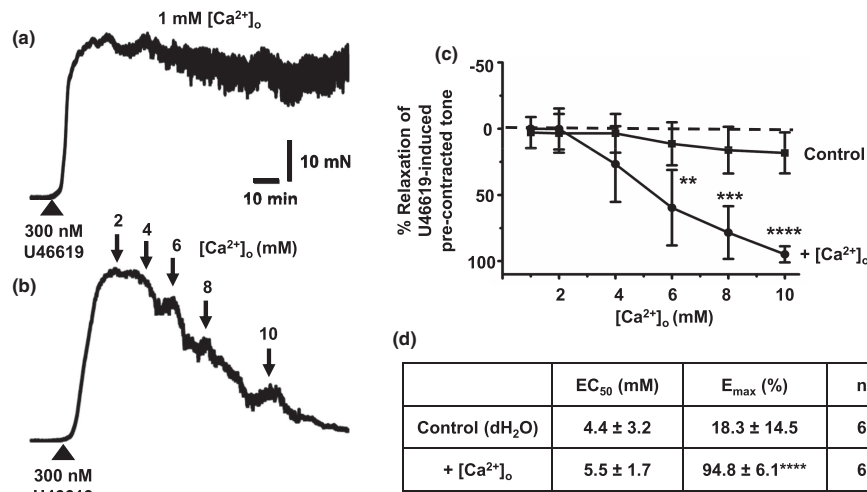 (a)
1 mM [Ca²⁺]ₒ
10 mN
10 min
300 nM
U46619
2 4 6 [Ca²⁺]ₒ (mM)
8
10
(b)
300 nM
(c)
% Relaxation of
U46619-induced
pre-contracted tone
-50
0
50
100
Control
**
***
****
+ [Ca²⁺]ₒ
2 4 6 8 10
[Ca²⁺]ₒ (mM)
(d)
EC₅₀ (mM) Eₘₐₓ (%) n
Control (dH₂O) 4.4 ± 3.2 18.3 ± 14.5 6
+ [Ca²⁺]ₒ 5.5 ± 1.7 94.8 ± 6.1**** 6